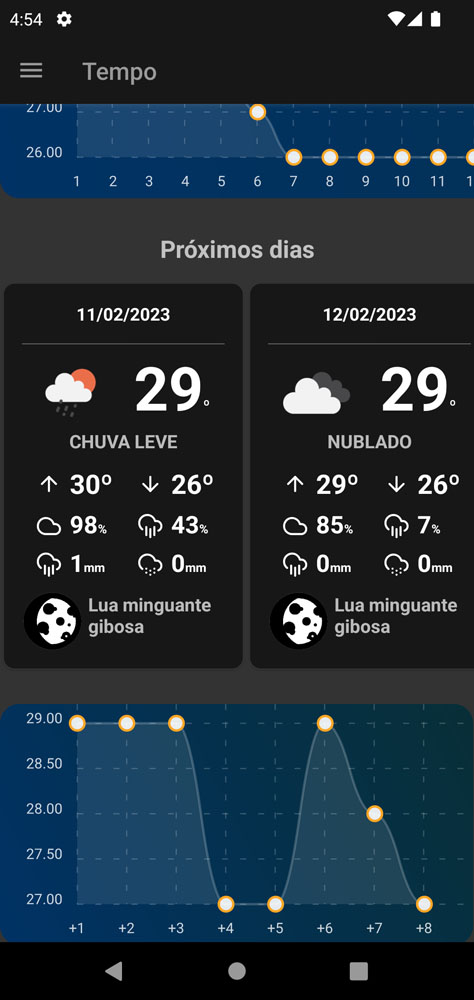 4:54
Tempo
27.00
26.00
1 2 3 4 5 6 7 8 9 10 11
Próximos dias
11/02/2023
29°
CHUVA LEVE
30º 26º
98% 43%
1mm 0mm
Lua minguante
gibosa
12/02/2023
29°
NUBLADO
29º 26º
85% 7%
0mm 0mm
Lua minguante
gibosa
29.00
28.50
28.00
27.50
27.00
+1 +2 +3 +4 +5 +6 +7 +8